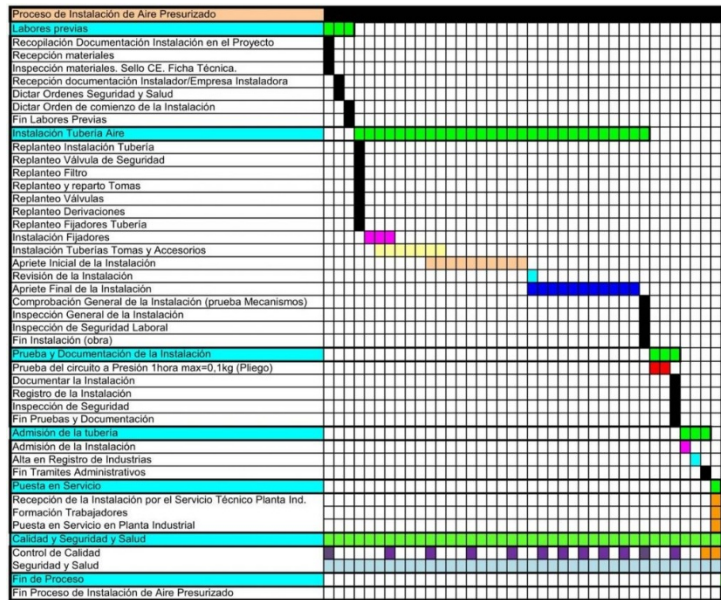 Proceso de Instalación de Aire Presurizado
Labores previas
Recopilación Documentación Instalación en el Proyecto
Recepción materiales
Inspección materiales. Sello CE. Ficha Técnica.
Recepción documentación Instalador/Empresa Instaladora
Dictar Ordenes Seguridad y Salud
Dictar Orden de comienzo de la Instalación
Fin Labores Previas
Instalación Tubería Aire
Replanteo Instalación Tubería
Replanteo Válvula de Seguridad
Replanteo Filtro
Replanteo y reparto Tomas
Replanteo Válvulas
Replanteo Derivaciones
Replanteo Fijadores Tubería
Instalación Fijadores
Instalación Tuberías Tomas y Accesorios
Apriete Inicial de la Instalación
Revisión de la Instalación
Apriete Final de la Instalación
Comprobación General de la Instalación (prueba Mecanismos)
Inspección General de la Instalación
Inspección de Seguridad Laboral
Fin Instalación (obra)
Prueba y Documentación de la Instalación
Prueba del circuito a Presión 1hora max=0,1kg (Pliego)
Documentar la Instalación
Registro de la Instalación
Inspección de Seguridad
Fin Pruebas y Documentación
Admisión de la tubería
Admisión de la Instalación
Alta en Registro de Industrias
Fin Tramites Administrativos
Puesta en Servicio
Recepción de la Instalación por el Servicio Técnico Planta Ind.
Formación Trabajadores
Puesta en Servicio en Planta Industrial
Calidad y Seguridad y Salud
Control de Calidad
Seguridad y Salud
Fin de Proceso
Fin Proceso de Instalación de Aire Presurizado